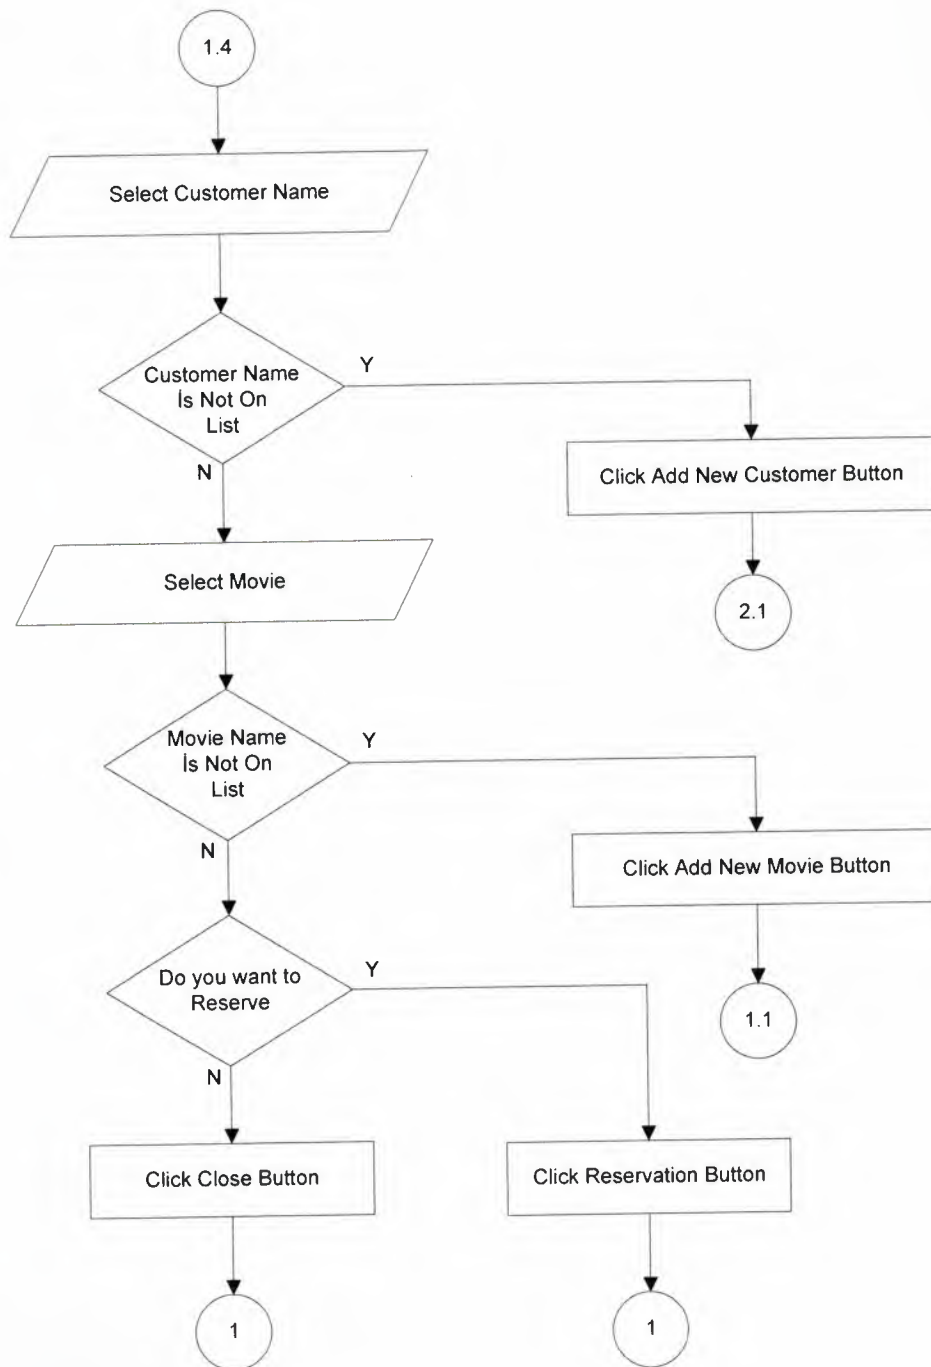 1.4
Select Customer Name
Customer Name
İs Not On
List
Y
N
Click Add New Customer Button
2.1
Select Movie
Movie Name
İs Not On
List
Y
N
Click Add New Movie Button
1.1
Do you want to
Reserve
Y
N
Click Close Button
Click Reservation Button
1
1